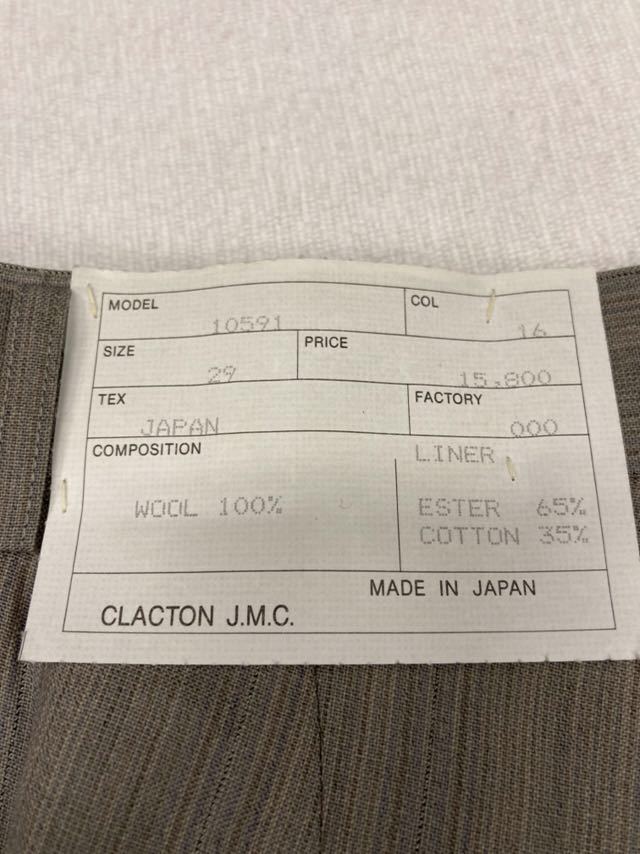 MODEL 10591 COL 16
SIZE 29 PRICE 15.800
TEX JAPAN FACTORY 000
COMPOSITION LINER
WOOL 100% ESTER 65%
COTTON 35%
MADE IN JAPAN
CLACTON J.M.C.